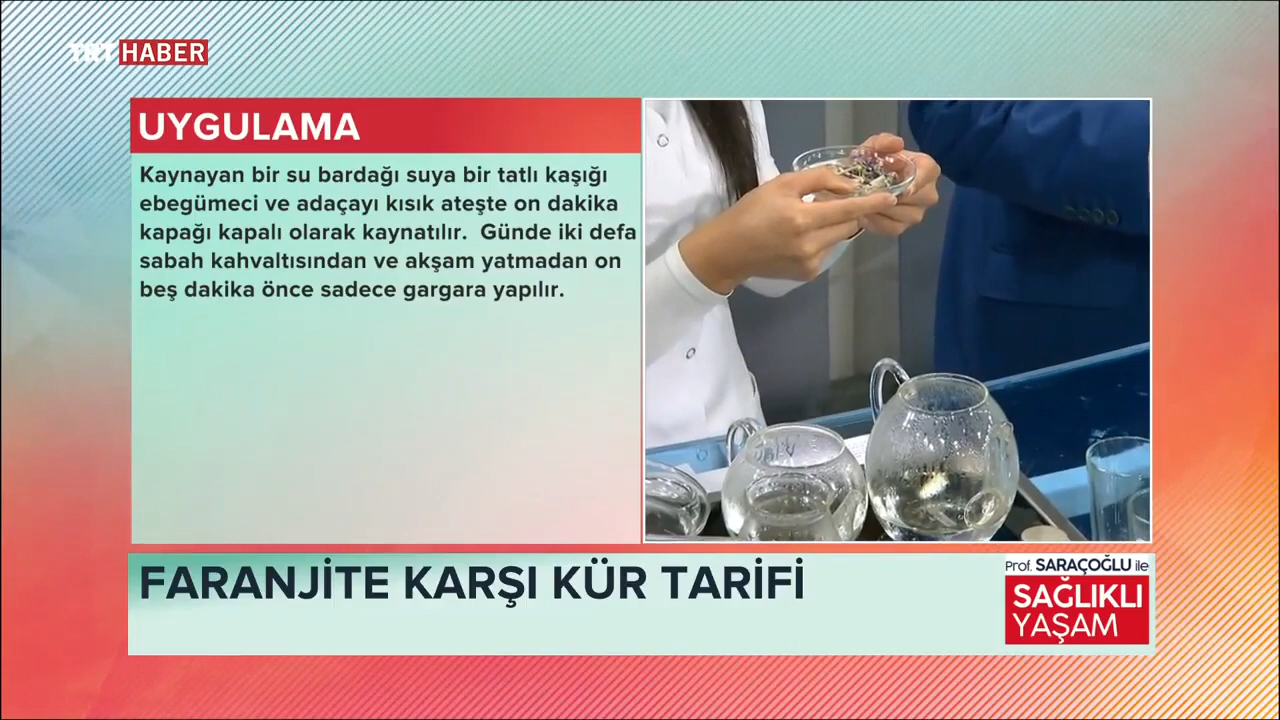 TRT HABER
UYGULAMA
Kaynayan bir su bardağı suya bir tatlı kaşığı
ebegümeci ve adaçayı kısık ateşte on dakika
kapağı kapalı olarak kaynatılır. Günde iki defa
sabah kahvaltısından ve akşam yatmadan on
beş dakika önce sadece gargara yapılır.
FARANJİTE KARŞI KÜR TARİFİ
Prof. SARAÇOĞLU ile
SAĞLIKLI
YAŞAM